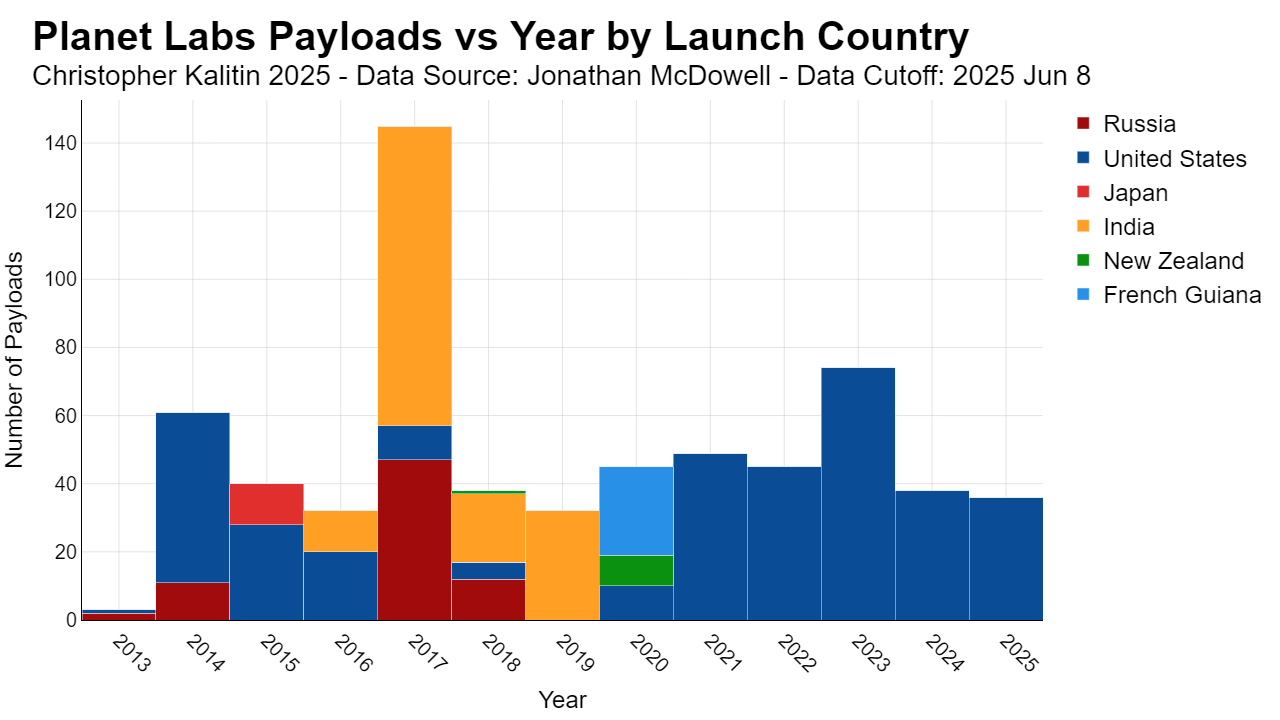 Planet Labs Payloads vs Year by Launch Country
Christopher Kalitin 2025 - Data Source: Jonathan McDowell - Data Cutoff: 2025 Jun 8
Number of Payloads
140
120
100
80
60
40
20
0
2013
2014
2015
2016
2017
2018
2019
2020
2021
2022
2023
2024
2025
Year
Russia
United States
Japan
India
New Zealand
French Guiana